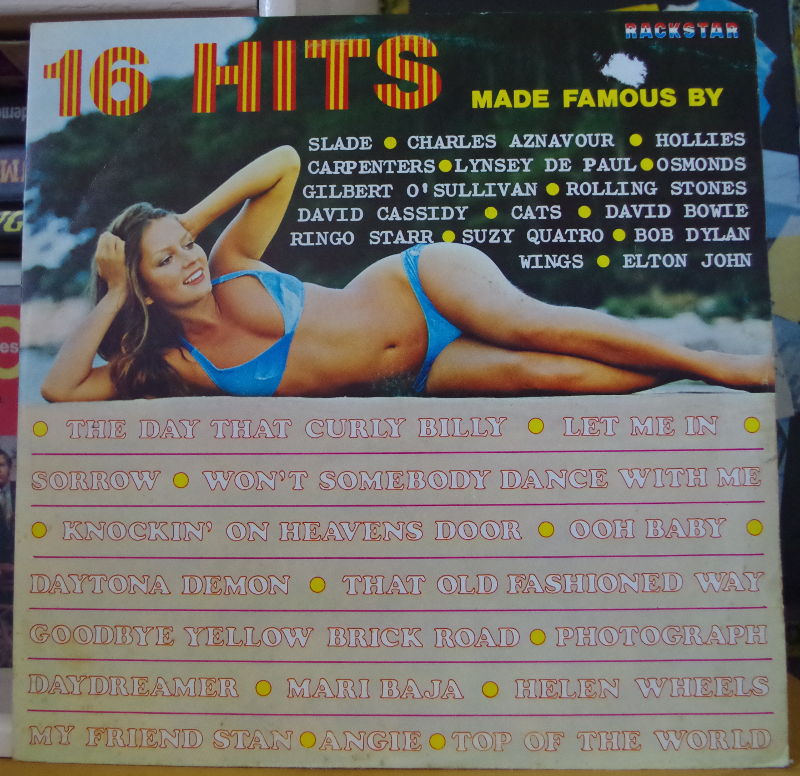 RACKSTAR
16 HITS
MADE FAMOUS BY
SLADE ● CHARLES AZNAVOUR ● HOLLIES
CARPENTERS ● LYNSEY DE PAUL ● OSMONDS
GILBERT O'SULLIVAN ● ROLLING STONES
DAVID CASSIDY ● CATS ● DAVID BOWIE
RINGO STARR ● SUZY QUATRO ● BOB DYLAN
WINGS ● ELTON JOHN
● THE DAY THAT CURLY BILLY ● LET ME IN ●
SORROW ● WON'T SOMEBODY DANCE WITH ME
● KNOCKIN' ON HEAVENS DOOR ● OOH BABY ●
DAYTONA DEMON ● THAT OLD FASHIONED WAY
GOODBYE YELLOW BRICK ROAD ● PHOTOGRAPH
DAYDREAMER ● MARI BAJA ● HELEN WHEELS
MY FRIEND STAN ● ANGIE ● TOP OF THE WORLD